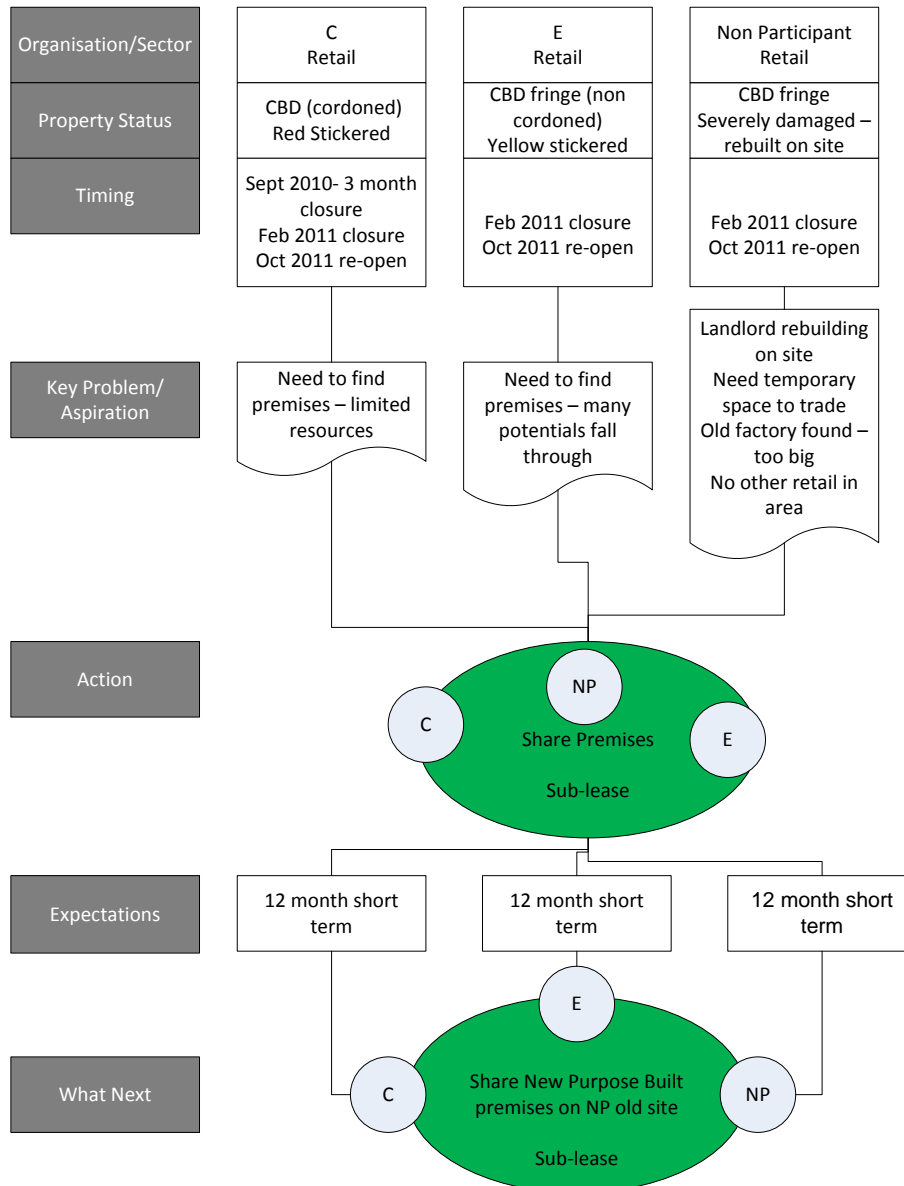 Organisation/Sector
C
Retail
E
Retail
Non Participant
Retail
Property Status
CBD (cordoned)
Red Stickered
CBD fringe (non
cordoned)
Yellow stickered
CBD fringe
Severely damaged –
rebuilt on site
Timing
Sept 2010- 3 month
closure
Feb 2011 closure
Oct 2011 re-open
Feb 2011 closure
Oct 2011 re-open
Feb 2011 closure
Oct 2011 re-open
Key Problem/
Aspiration
Need to find
premises – limited
resources
Need to find
premises – many
potentials fall
through
Landlord rebuilding
on site
Need temporary
space to trade
Old factory found –
too big
No other retail in
area
Action
C
NP
E
Share Premises
Sub-lease
Expectations
12 month short
term
12 month short
term
12 month short
term
What Next
C
E
NP
Share New Purpose Built
premises on NP old site
Sub-lease